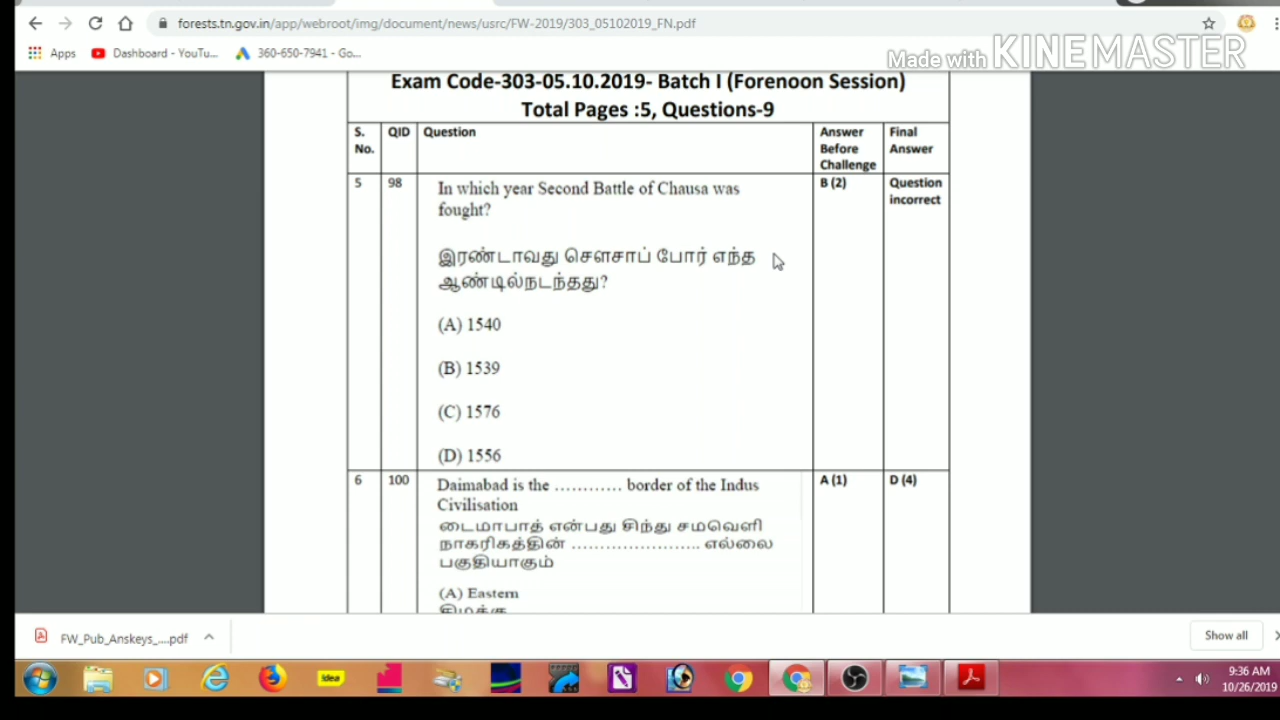 forests.tn.gov.in/app/webroot/img/document/news/usrc/FW-2019/303_05102019_FN.pdf
Apps Dashboard - YouTu... 360-650-7941 - Go...
Made with KINEMASTER
Exam Code-303-05.10.2019- Batch I (Forenoon Session)
Total Pages :5, Questions-9
S. No. QID Question Answer Before Challenge Final Answer
5 98 In which year Second Battle of Chausa was B (2) Question
fought? incorrect
இரண்டாவது சௌசாப் போர் எந்த
ஆண்டில்நடந்தது?
(A) 1540
(B) 1539
(C) 1576
(D) 1556
6 100 Daimabad is the ............ border of the Indus A (1) D (4)
Civilisation
டைமாபாத் என்பது சிந்து சமவெளி
நாகரிகத்தின் ...................... எல்லை
பகுதியாகும்
(A) Eastern
கிழக்கு
FW_Pub_Anskeys_....pdf Show all
idea
9:36 AM
10/26/2019